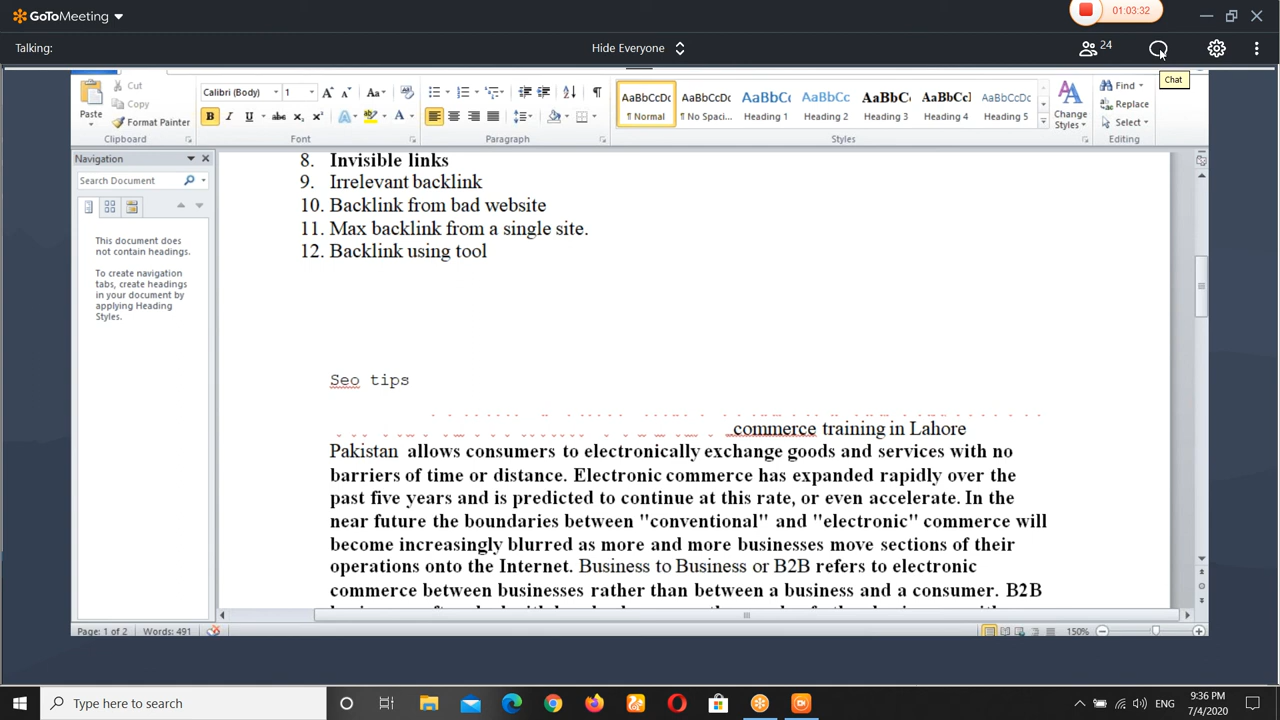 GoToMeeting
01:03:32
Talking:
Hide Everyone
24
Chat
Paste
Cut
Copy
Format Painter
Clipboard
Calibri (Body)
1
Aa
B I U abc x₂ x²
A
Font
Paragraph
AaBbCcDc AaBbCcDc AaBbC AaBbCc AaBbCc AaBbCcI AaBbCcDc
¶ Normal ¶ No Spaci... Heading 1 Heading 2 Heading 3 Heading 4 Heading 5
Styles
Change
Styles
Find
Replace
Select
Editing
Navigation
Search Document
This document does
not contain headings.
To create navigation
tabs, create headings
in your document by
applying Heading
Styles.
8. Invisible links
9. Irrelevant backlink
10. Backlink from bad website
11. Max backlink from a single site.
12. Backlink using tool
Seo tips
commerce training in Lahore
Pakistan allows consumers to electronically exchange goods and services with no
barriers of time or distance. Electronic commerce has expanded rapidly over the
past five years and is predicted to continue at this rate, or even accelerate. In the
near future the boundaries between "conventional" and "electronic" commerce will
become increasingly blurred as more and more businesses move sections of their
operations onto the Internet. Business to Business or B2B refers to electronic
commerce between businesses rather than between a business and a consumer. B2B
Page: 1 of 2
Words: 491
150%
Type here to search
ENG
9:36 PM
7/4/2020